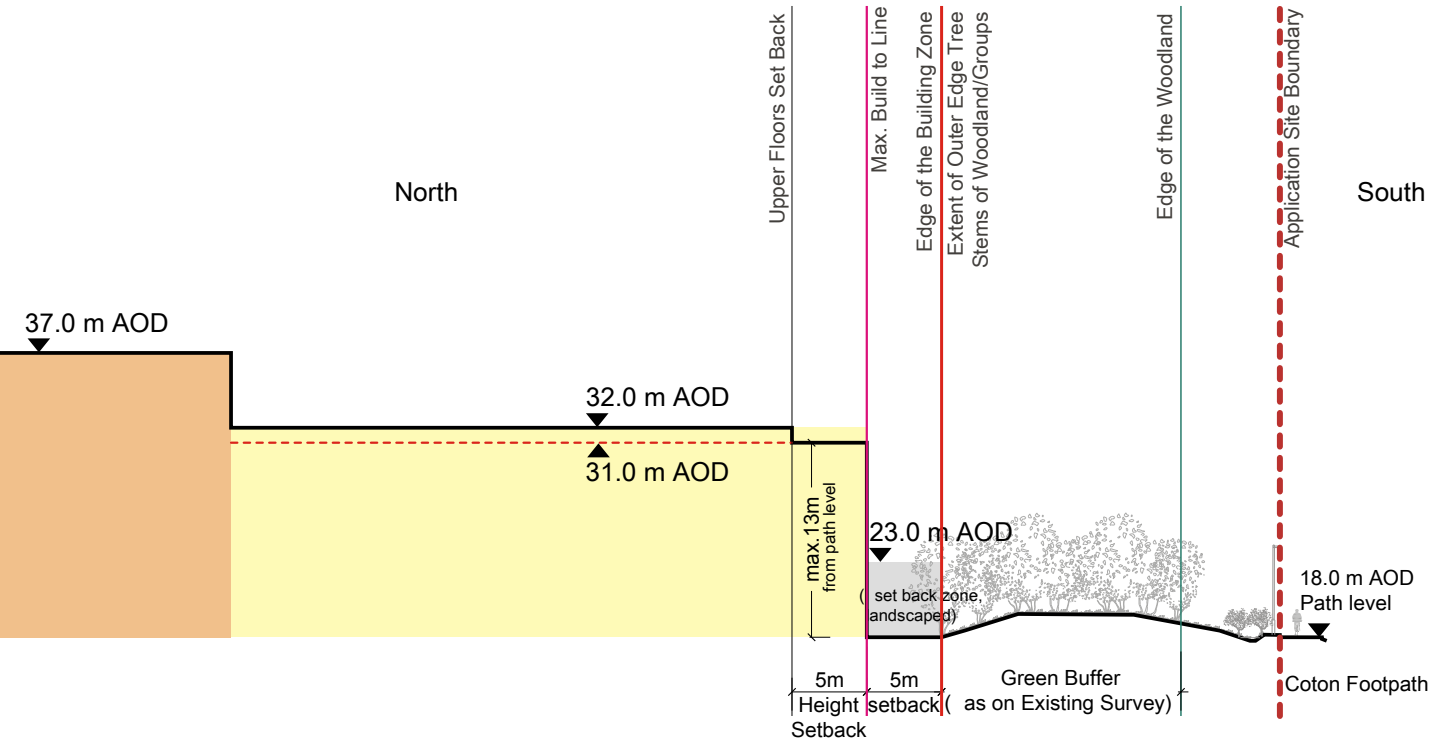 Upper Floors Set Back
Max. Build to Line
Edge of the Building Zone
Extent of Outer Edge Tree
Stems of Woodland/Groups
Edge of the Woodland
Application Site Boundary
North
South
37.0 m AOD
32.0 m AOD
31.0 m AOD
max.13m
from path level
23.0 m AOD
( set back zone,
andscaped)
18.0 m AOD
Path level
5m
Height
Setback
5m
setback
Green Buffer
( as on Existing Survey)
Coton Footpath